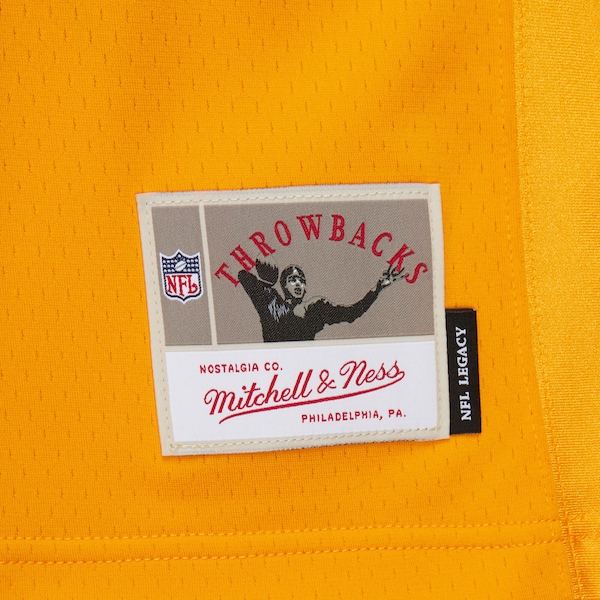 THROWBACKS
NFL
NOSTALGIA CO.
Mitchell & Ness
PHILADELPHIA, PA.
NFL LEGACY